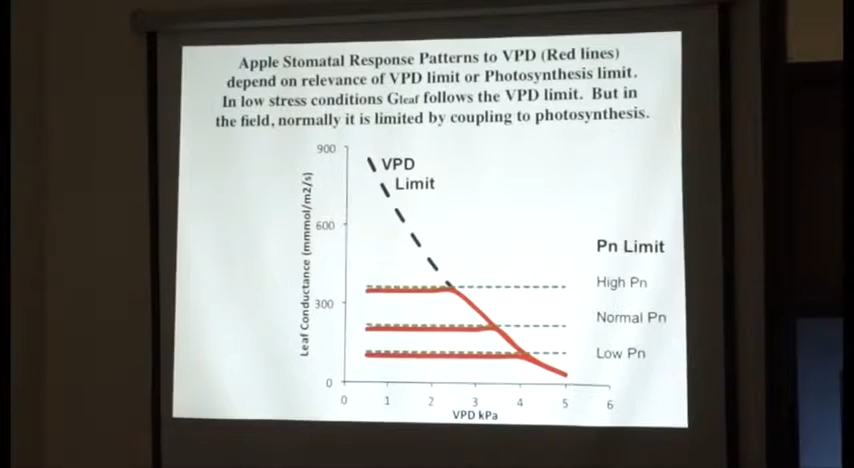 Apple Stomatal Response Patterns to VPD (Red lines)
depend on relevance of VPD limit or Photosynthesis limit.
In low stress conditions Gleaf follows the VPD limit. But in
the field, normally it is limited by coupling to photosynthesis.
900
VPD
Limit
Leaf Conductance (mmmol/m2/s)
600
Pn Limit
High Pn
300
Normal Pn
Low Pn
0
0 1 2 3 4 5 6
VPD kPa